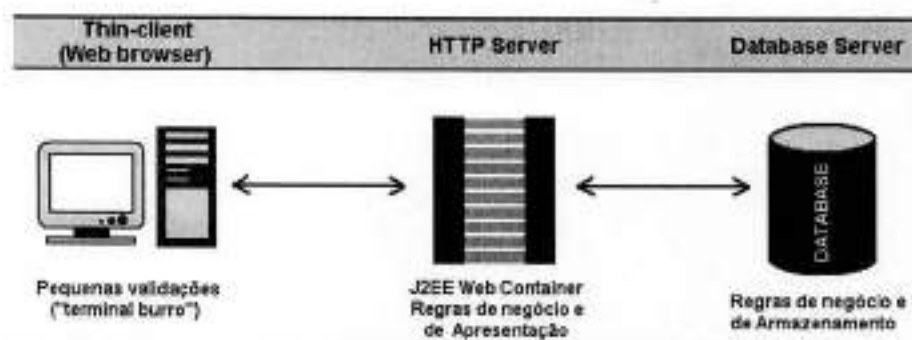 Thin-client
(Web browser)
HTTP Server
Database Server
DATABASE
Pequenas validações
("terminal burro")
J2EE Web Container
Regras de negócio e
de Apresentação
Regras de negócio e
de Armazenamento